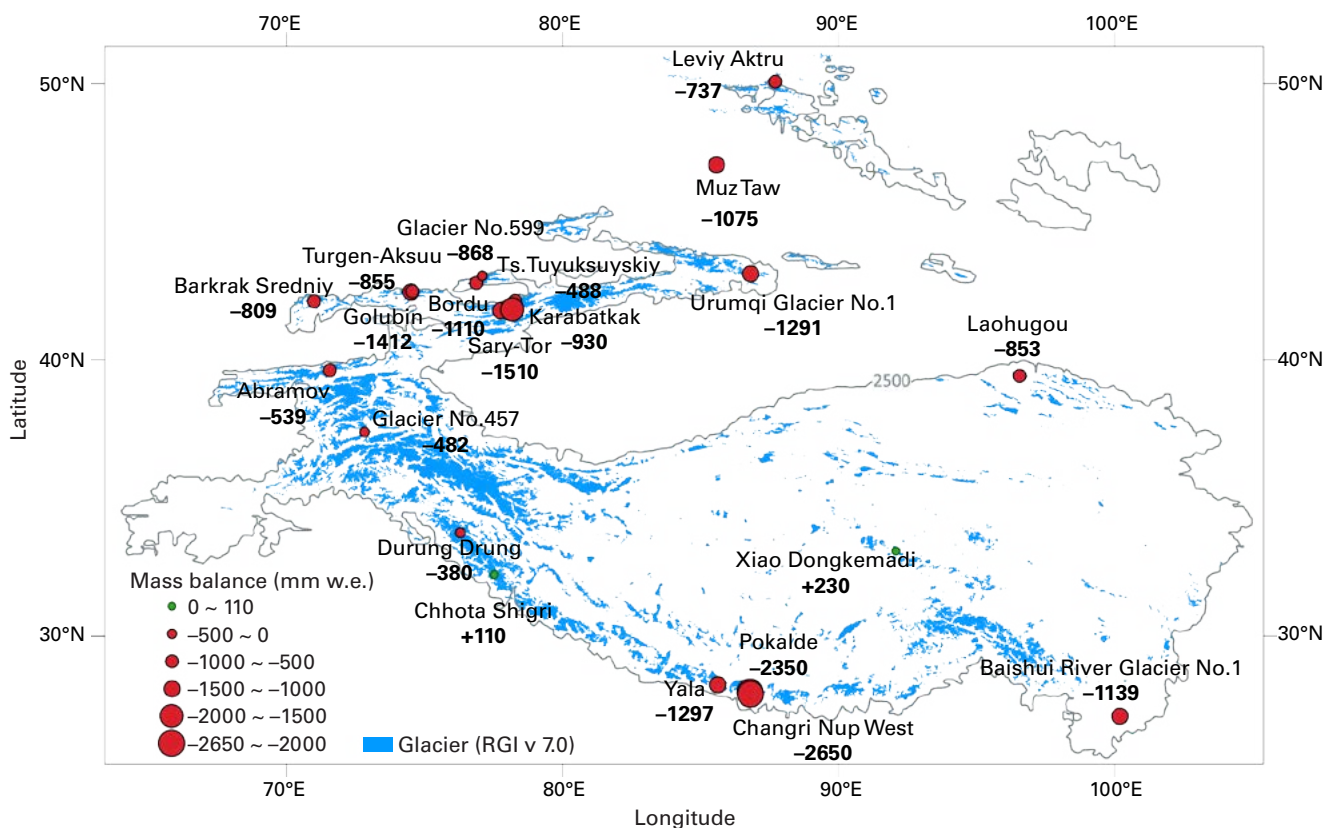 70°E 80°E 90°E 100°E
Leviy Aktru
–737
50°N 50°N
Muz Taw
–1075
Glacier No.599
–868
Turgen-Aksuu
–855
Ts.Tuyuksuyskiy
–488
Barkrak Sredniy
–809
Golubin
–1412
Bordu
–1110
Karabatkak
–930
Sary-Tor
–1510
Urumqi Glacier No.1
–1291
Laohugou
–853
40°N 40°N
2500
Abramov
–539
Glacier No.457
–482
Durung Drung
–380
Xiao Dongkemadi
+230
Chhota Shigri
+110
30°N 30°N
Pokalde
–2350
Yala
–1297
Changri Nup West
–2650
Baishui River Glacier No.1
–1139
Mass balance (mm w.e.)
0 ~ 110
–500 ~ 0
–1000 ~ –500
–1500 ~ –1000
–2000 ~ –1500
–2650 ~ –2000
Glacier (RGI v 7.0)
70°E 80°E 90°E 100°E
Longitude
Latitude